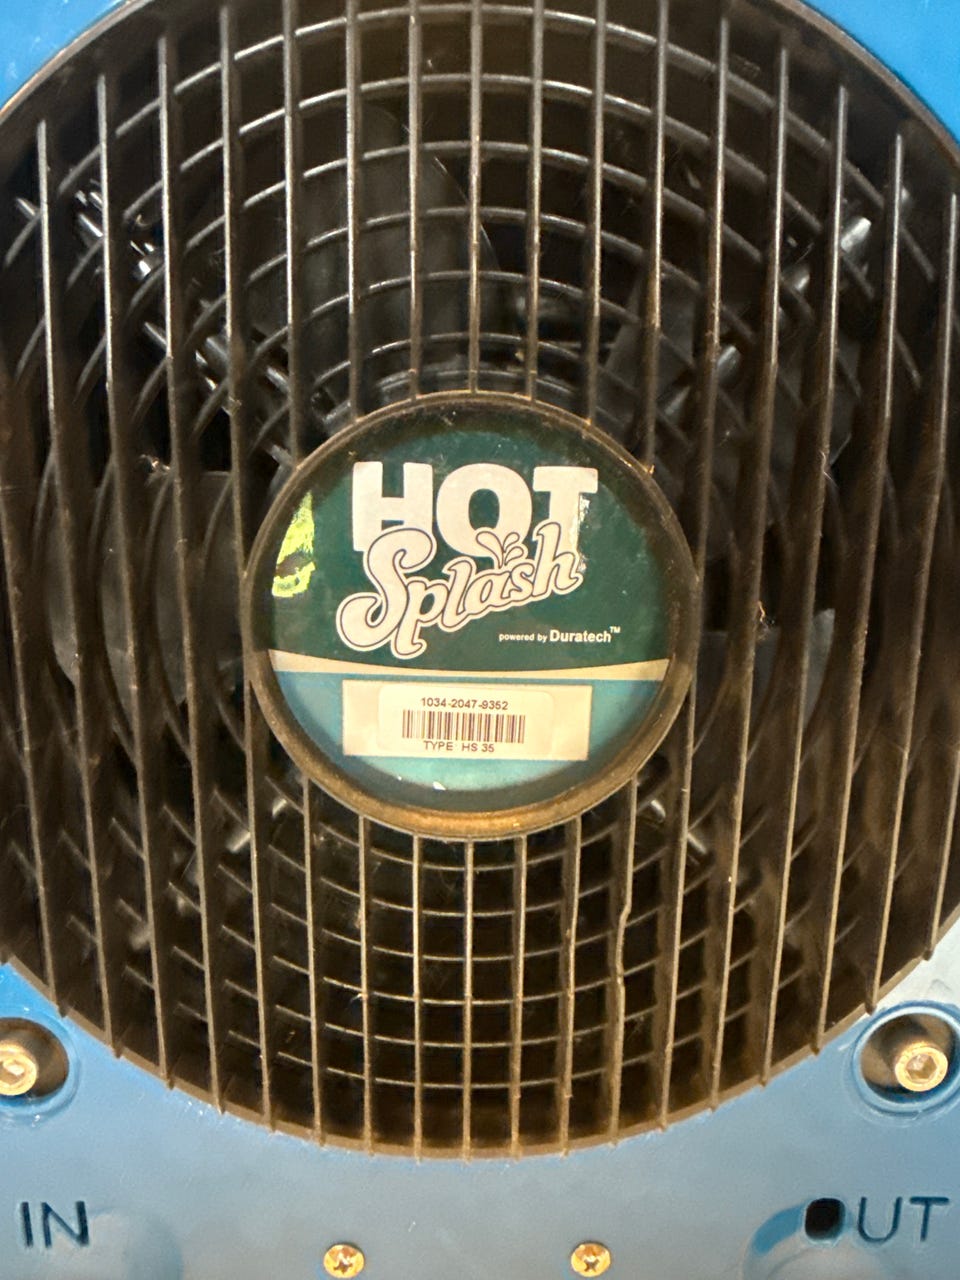 HOT
Splash
powered by Duratech™
1034-2047-9352
TYPE HS 35
IN
OUT